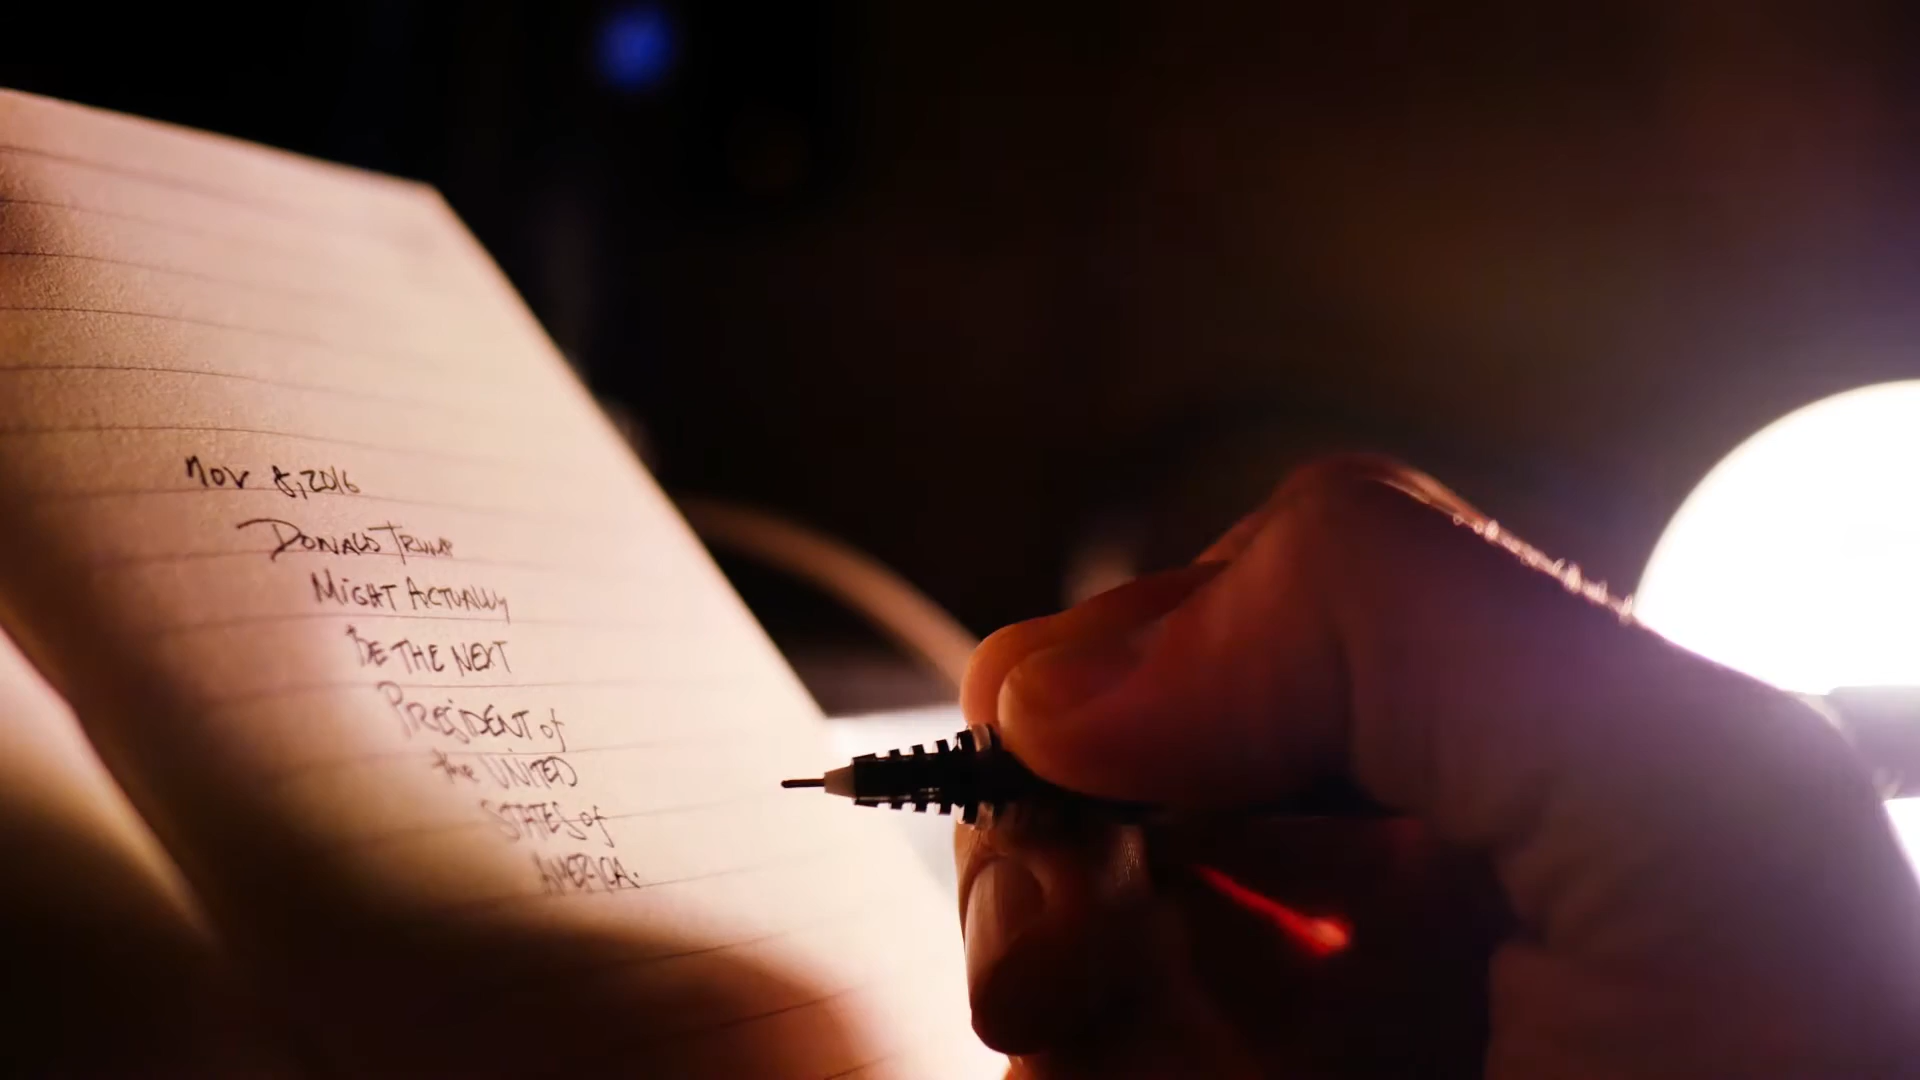 Nov 8, 2016
DONALD TRUMP
MIGHT ACTUALLY
BE THE NEXT
PRESIDENT of
the UNITED
STATES of
AMERICA.